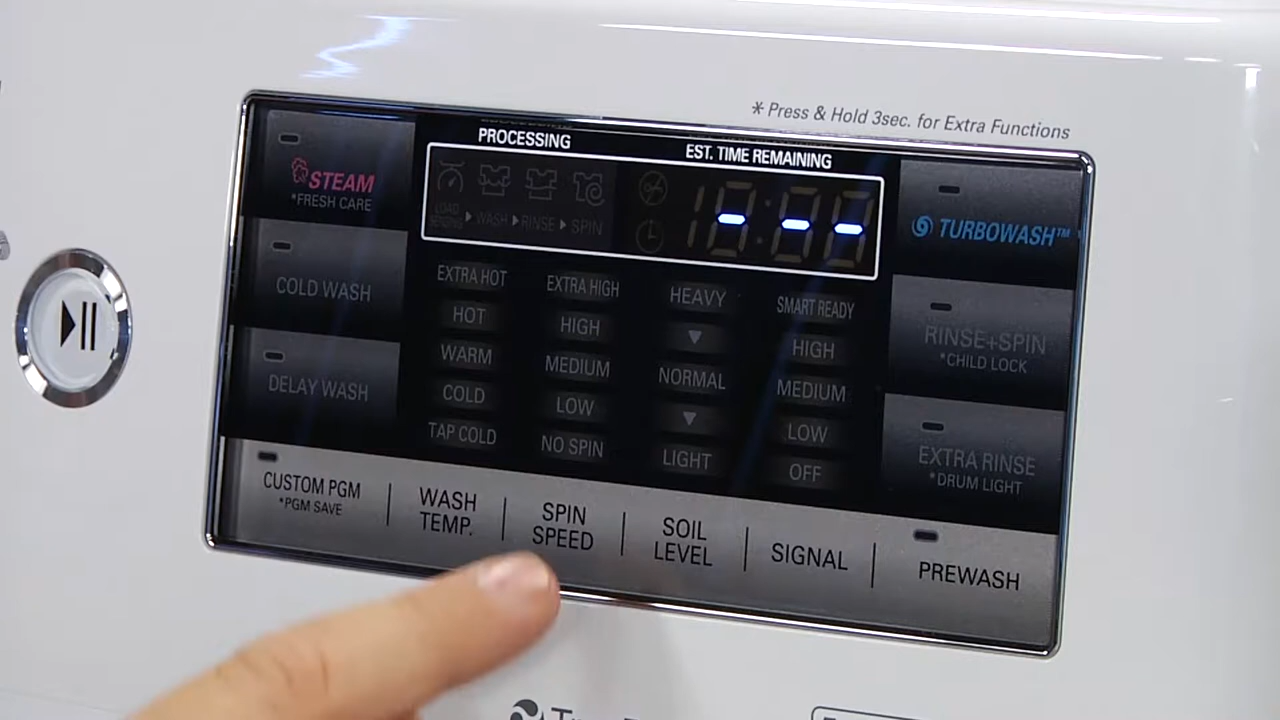 * Press & Hold 3sec. for Extra Functions
PROCESSING
EST. TIME REMAINING
STEAM
*FRESH CARE
WASH ▶ RINSE ▶ SPIN
- - -
TURBOWASH™
COLD WASH
DELAY WASH
EXTRA HOT
HOT
WARM
COLD
TAP COLD
EXTRA HIGH
HIGH
MEDIUM
LOW
NO SPIN
HEAVY
NORMAL
LIGHT
SMART READY
HIGH
MEDIUM
LOW
OFF
RINSE+SPIN
*CHILD LOCK
EXTRA RINSE
*DRUM LIGHT
CUSTOM PGM
*PGM SAVE
WASH
TEMP.
SPIN
SPEED
SOIL
LEVEL
SIGNAL
PREWASH